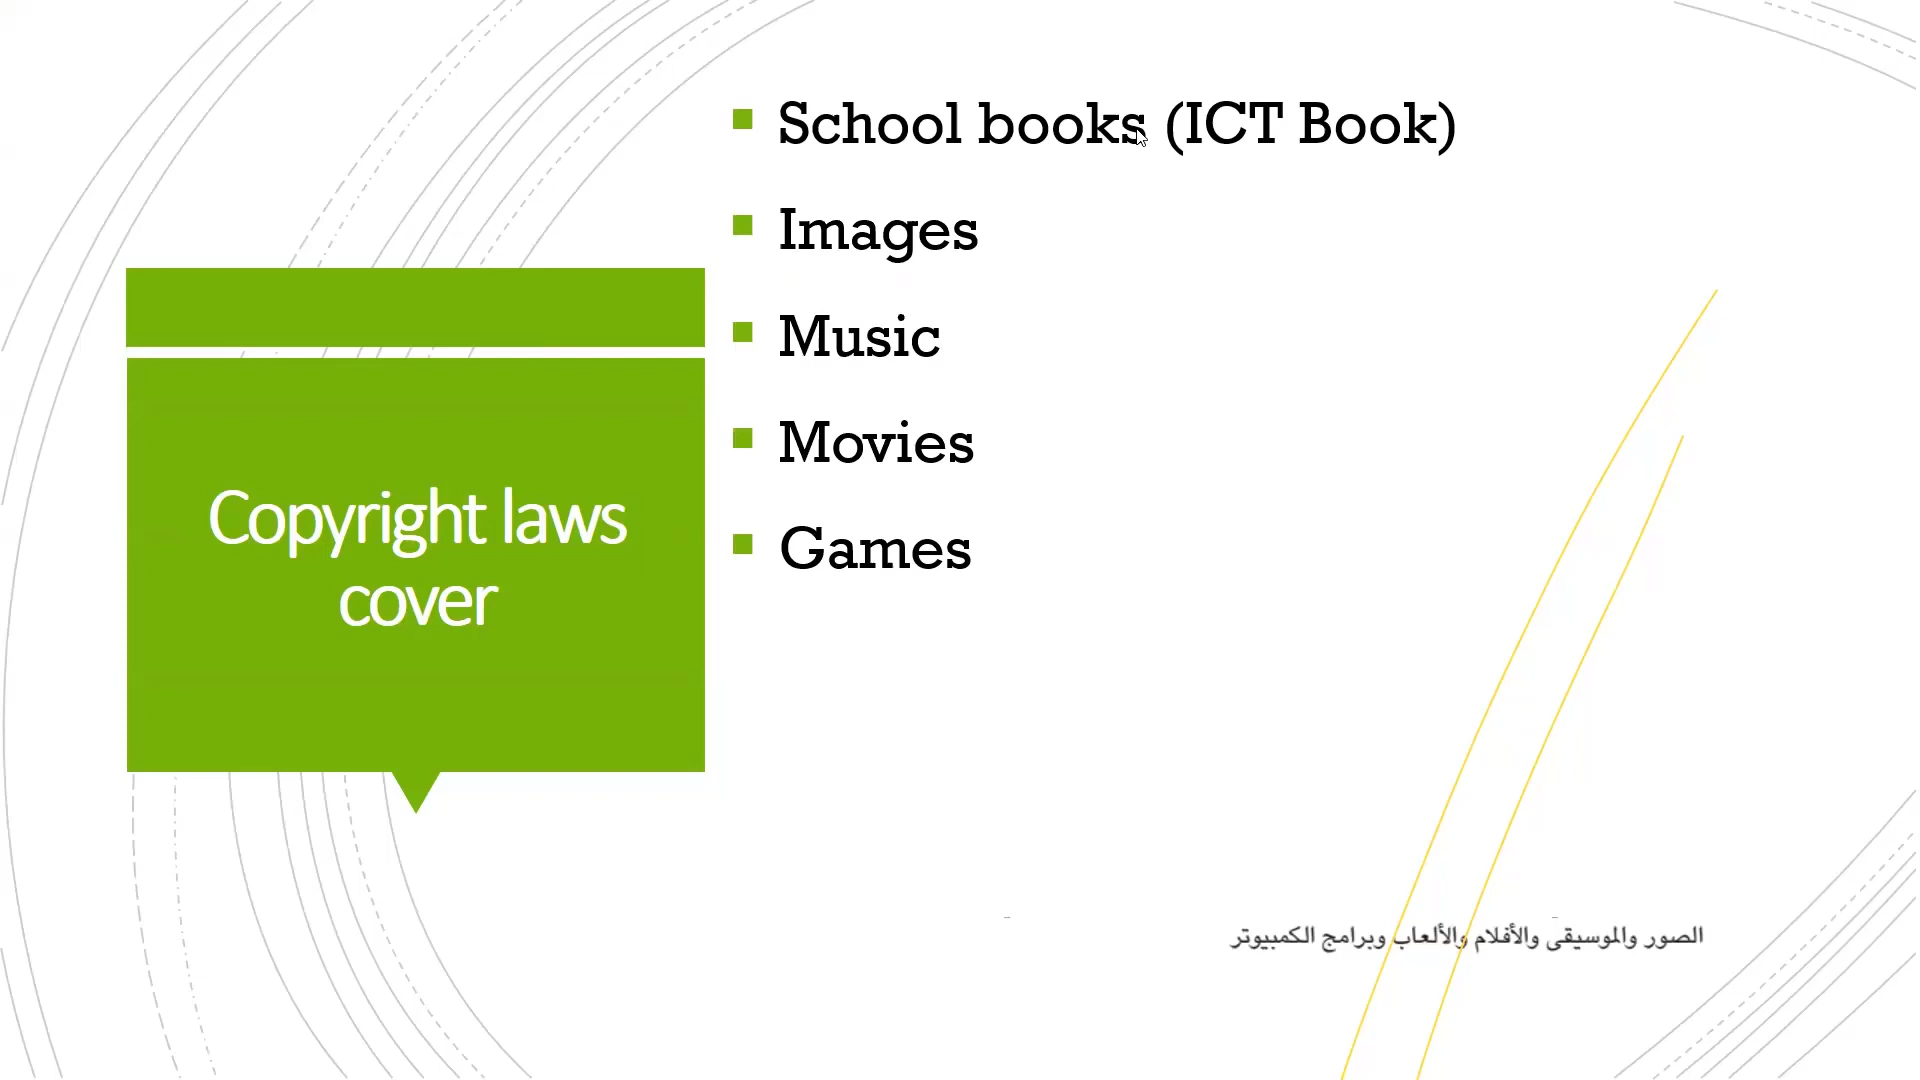 Copyright laws
cover
School books (ICT Book)
Images
Music
Movies
Games
الصور والموسيقى والأفلام والألعاب وبرامج الكمبيوتر